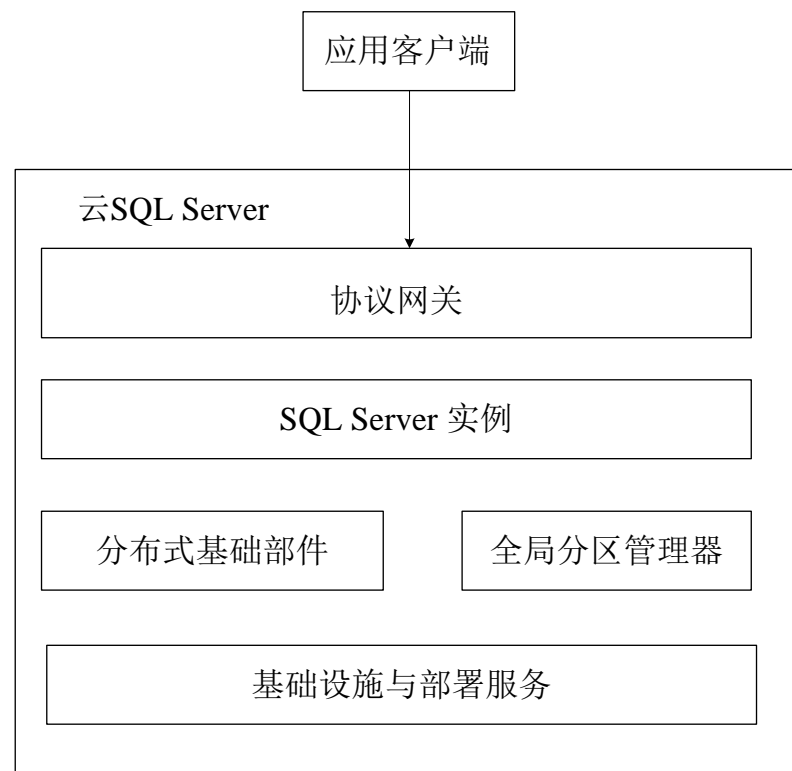 应用客户端
云SQL Server
协议网关
SQL Server 实例
分布式基础部件
全局分区管理器
基础设施与部署服务